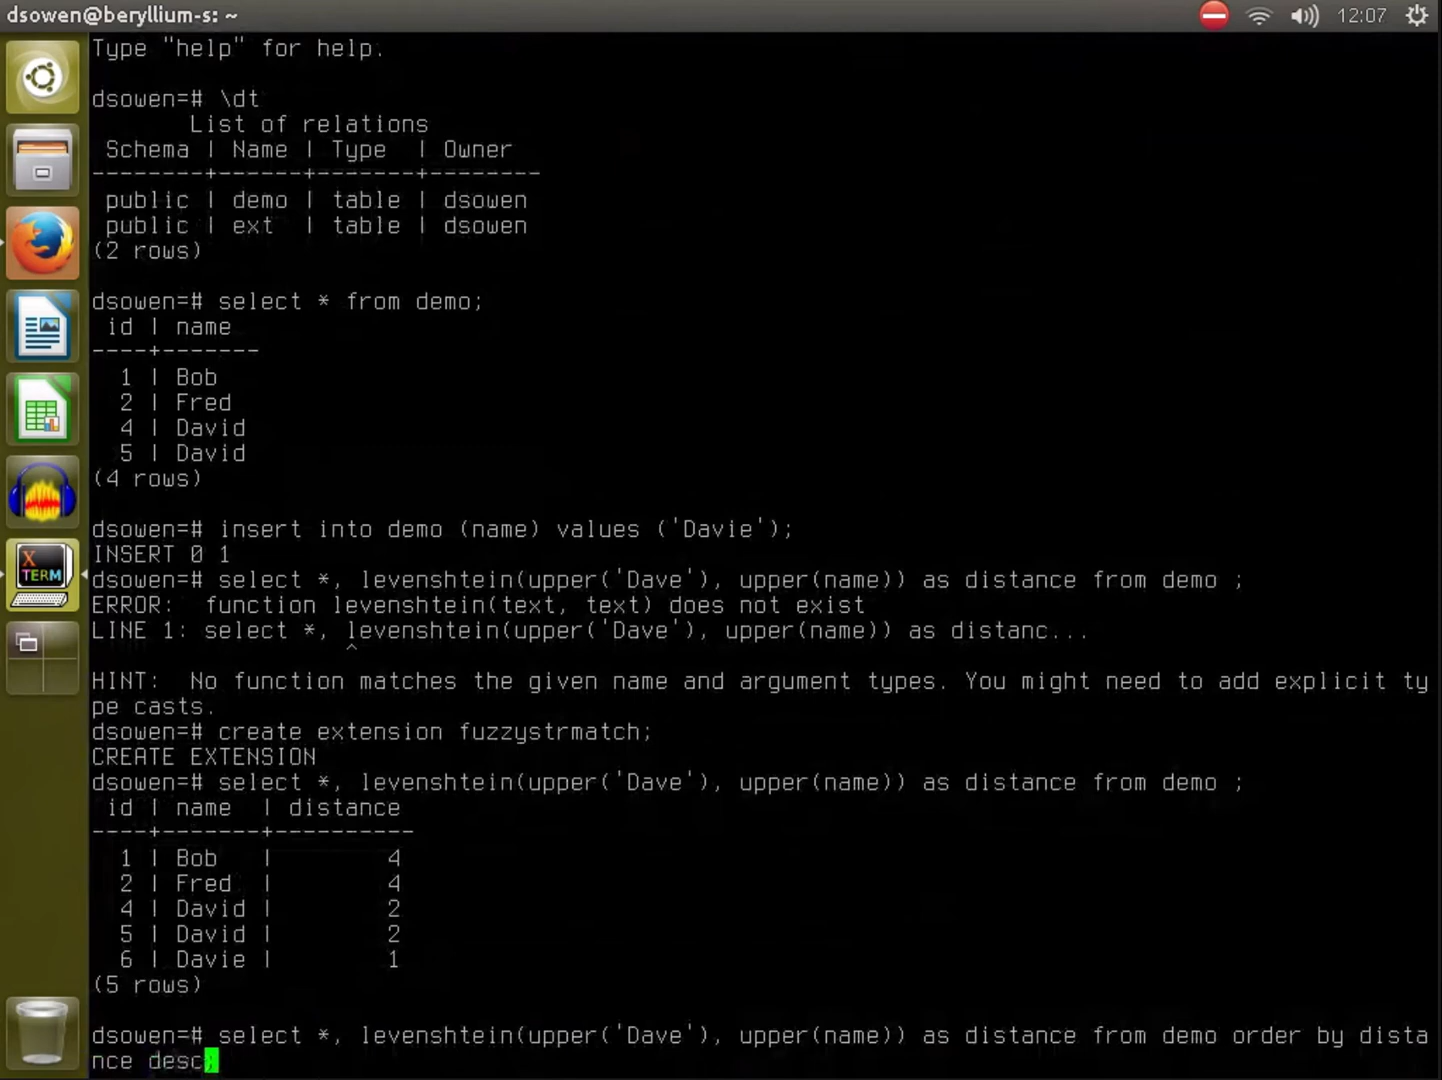 dsowen@beryllium-s: ~
12:07
Type "help" for help.
dsowen=# \dt
List of relations
Schema | Name | Type | Owner
--------+------+-------+--------
public | demo | table | dsowen
public | ext | table | dsowen
(2 rows)
dsowen=# select * from demo;
id | name
----+-------
1 | Bob
2 | Fred
4 | David
5 | David
(4 rows)
dsowen=# insert into demo (name) values ('Davie');
INSERT 0 1
dsowen=# select *, levenshtein(upper('Dave'), upper(name)) as distance from demo ;
ERROR:  function levenshtein(text, text) does not exist
LINE 1: select *, levenshtein(upper('Dave'), upper(name)) as distanc...
^
HINT:  No function matches the given name and argument types. You might need to add explicit ty
pe casts.
dsowen=# create extension fuzzystrmatch;
CREATE EXTENSION
dsowen=# select *, levenshtein(upper('Dave'), upper(name)) as distance from demo ;
id | name | distance
----+-------+----------
1 | Bob | 4
2 | Fred | 4
4 | David | 2
5 | David | 2
6 | Davie | 1
(5 rows)
dsowen=# select *, levenshtein(upper('Dave'), upper(name)) as distance from demo order by dista
nce desc;
X
TERM